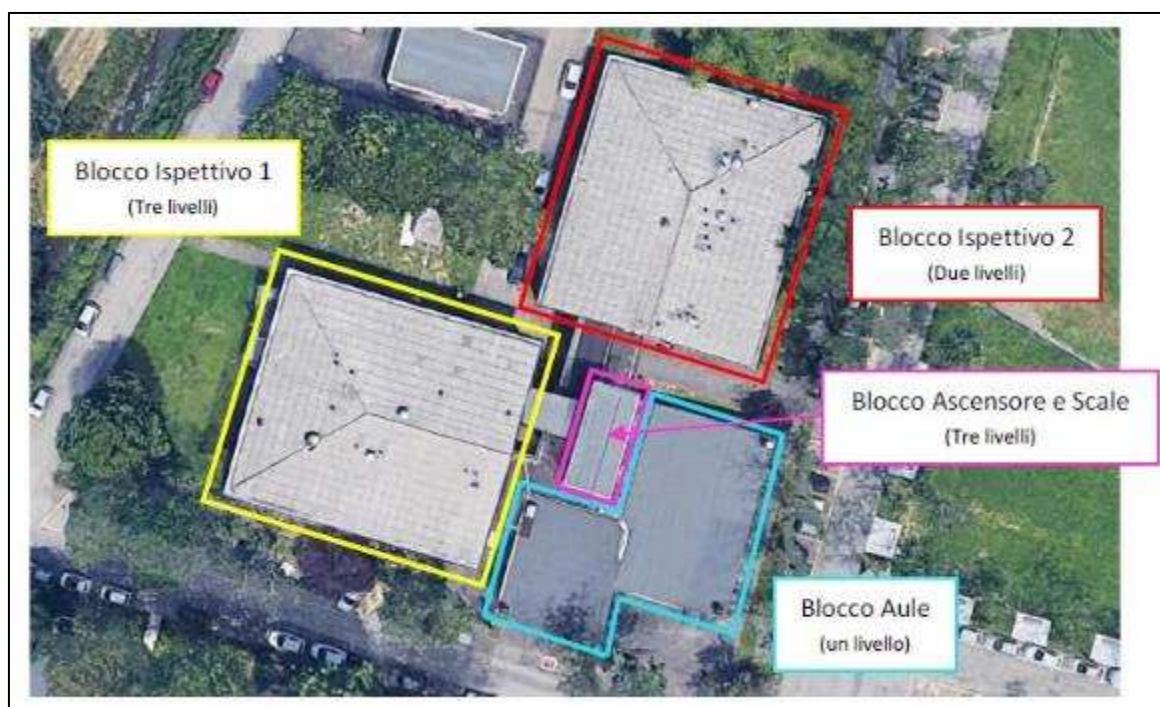 Blocco Ispettivo 1
(Tre livelli)
Blocco Ispettivo 2
(Due livelli)
Blocco Ascensore e Scale
(Tre livelli)
Blocco Aule
(un livello)